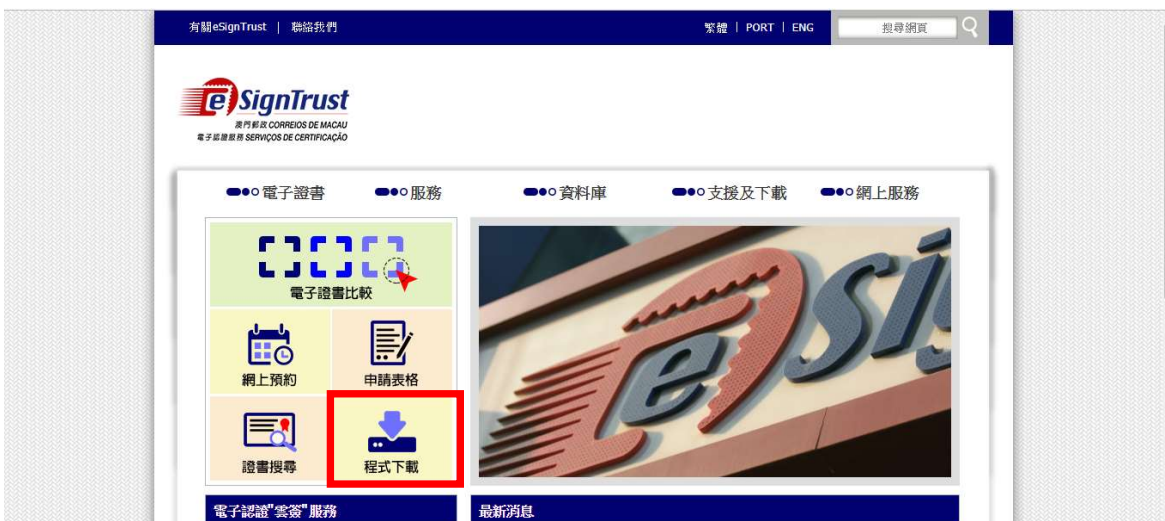 有關eSignTrust | 聯絡我們
繁體 | PORT | ENG
搜尋網頁
eSignTrust
澳門郵政 CORREIOS DE MACAU
電子認證服務 SERVIÇOS DE CERTIFICAÇÃO
電子證書 服務 資料庫 支援及下載 網上服務
電子證書比較
網上預約 申請表格
證書搜尋 程式下載
eSig
電子認證"雲簽"服務
最新消息